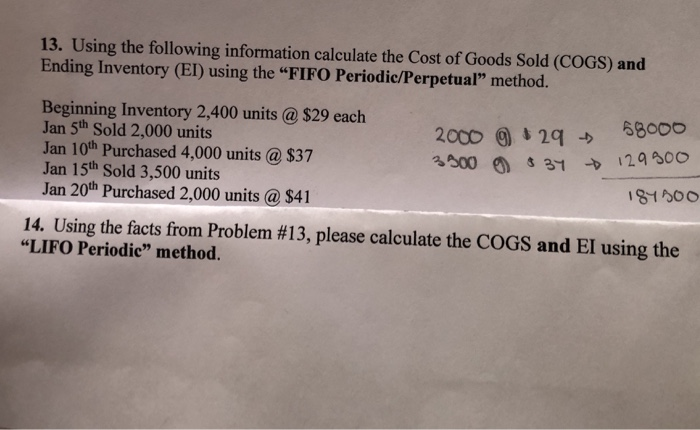 13. Using the following information calculate the Cost of Goods Sold (COGS) and
Ending Inventory (EI) using the “FIFO Periodic/Perpetual” method.
Beginning Inventory 2,400 units @ $29 each
Jan 5th Sold 2,000 units
Jan 10th Purchased 4,000 units @ $37
Jan 15th Sold 3,500 units
Jan 20th Purchased 2,000 units @ $41
2000 @ $29 → 58000
3500 @ $37 → 129500
187500
14. Using the facts from Problem #13, please calculate the COGS and EI using the
“LIFO Periodic” method.